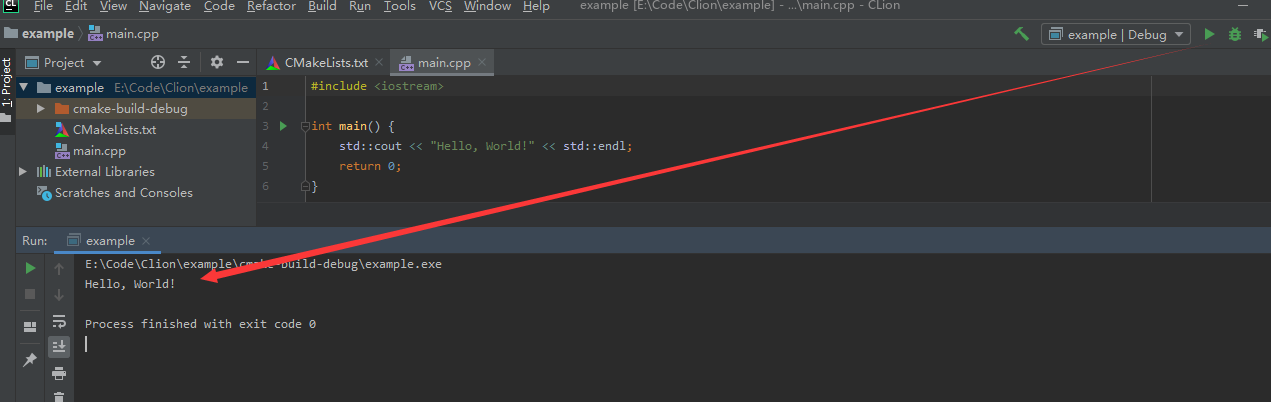 CL File Edit View Navigate Code Refactor Build Run Tools VCS Window Help example [E:\Code\Clion\example] - ...\main.cpp - CLion
example main.cpp example | Debug
1: Project
Project CMakeLists.txt main.cpp
example E:\Code\Clion\example
cmake-build-debug
CMakeLists.txt
main.cpp
External Libraries
Scratches and Consoles
1 #include <iostream>
2
3 int main() {
4 std::cout << "Hello, World!" << std::endl;
5 return 0;
6 }
Run: example
E:\Code\Clion\example\cmake-build-debug\example.exe
Hello, World!
Process finished with exit code 0